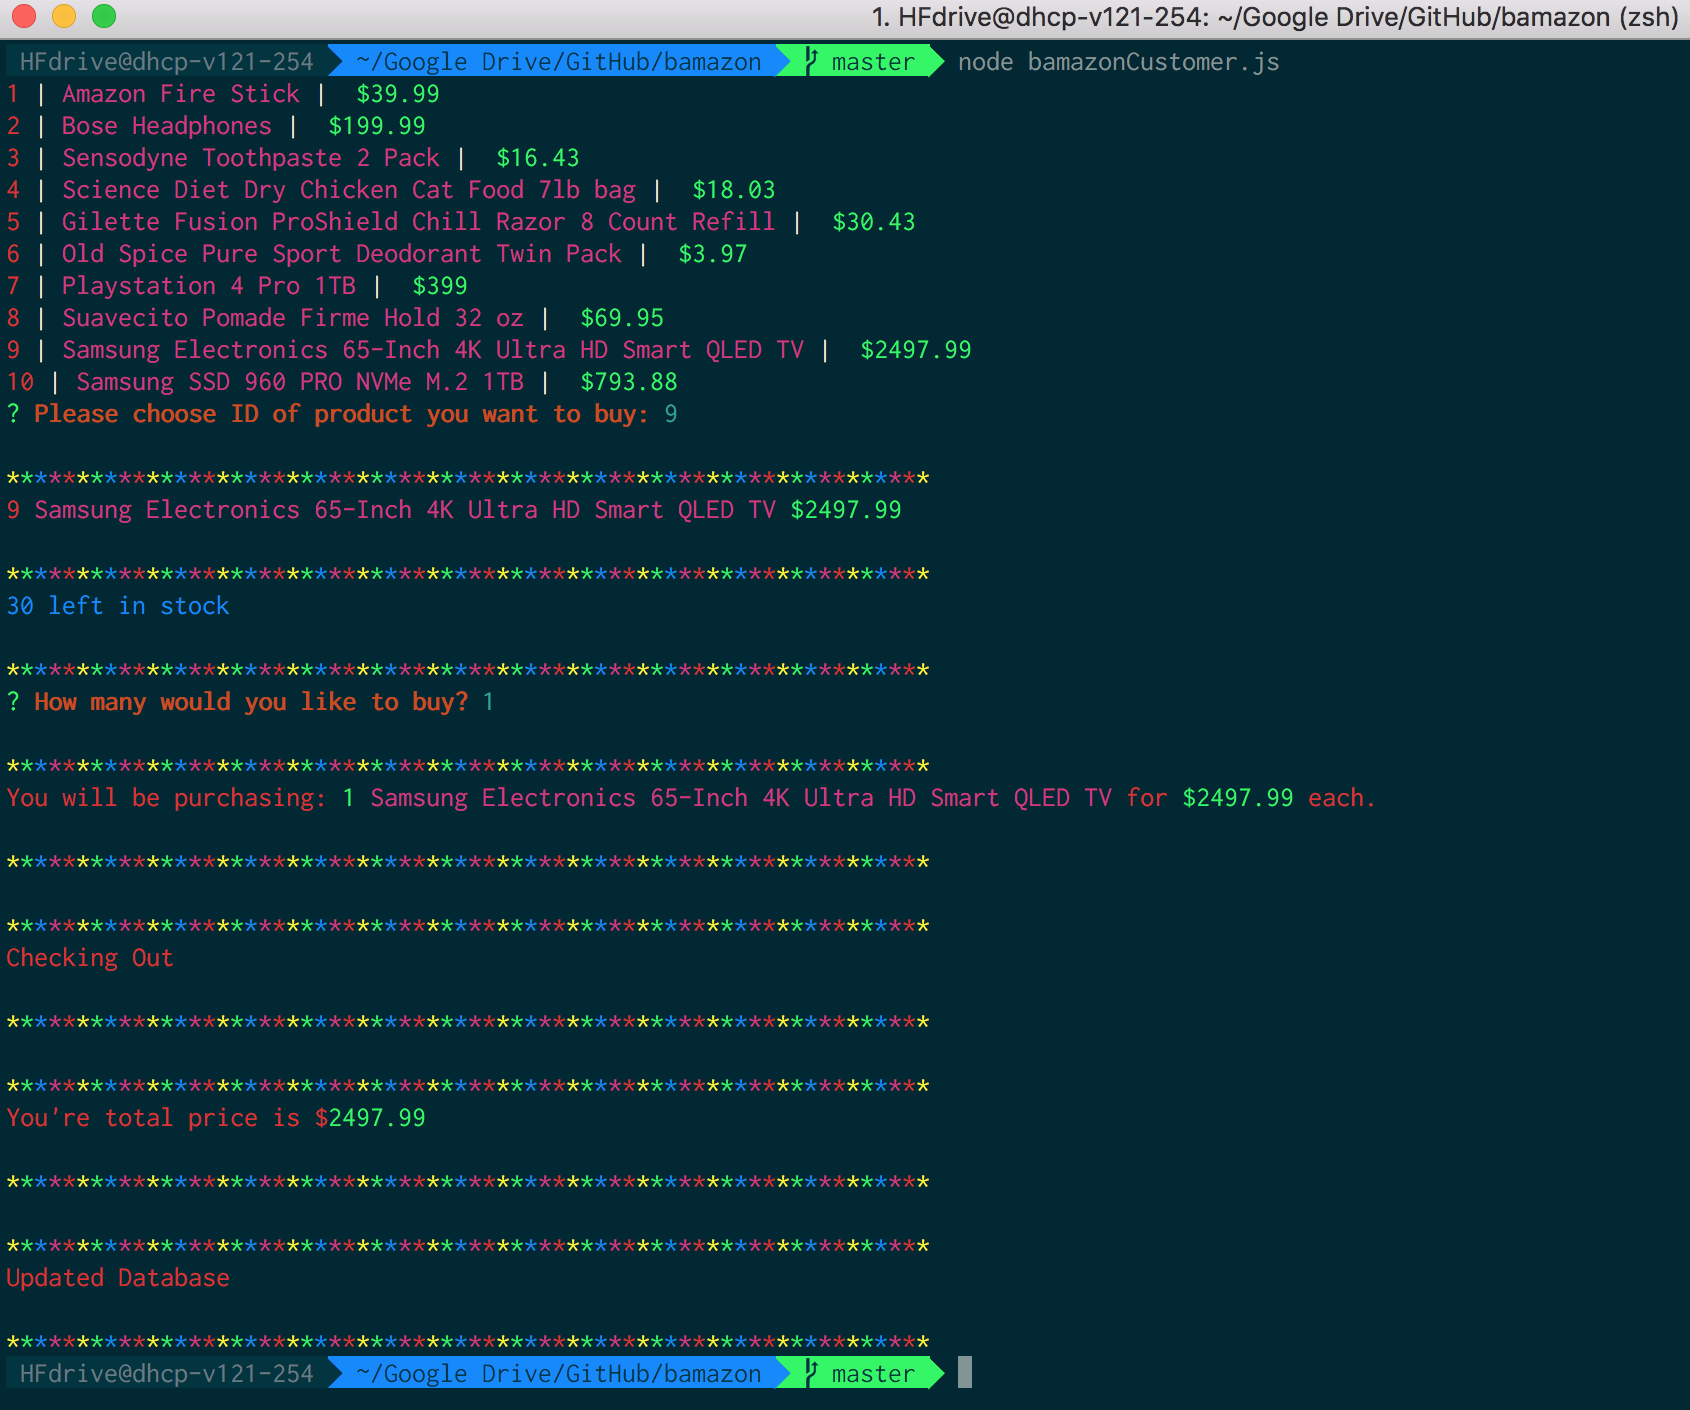 1. HFdrive@dhcp-v121-254: ~/Google Drive/GitHub/bamazon (zsh)
HFdrive@dhcp-v121-254 ~/Google Drive/GitHub/bamazon master node bamazonCustomer.js
1 | Amazon Fire Stick |  $39.99
2 | Bose Headphones |  $199.99
3 | Sensodyne Toothpaste 2 Pack |  $16.43
4 | Science Diet Dry Chicken Cat Food 7lb bag |  $18.03
5 | Gilette Fusion ProShield Chill Razor 8 Count Refill |  $30.43
6 | Old Spice Pure Sport Deodorant Twin Pack |  $3.97
7 | Playstation 4 Pro 1TB |  $399
8 | Suavecito Pomade Firme Hold 32 oz |  $69.95
9 | Samsung Electronics 65-Inch 4K Ultra HD Smart QLED TV |  $2497.99
10 | Samsung SSD 960 PRO NVMe M.2 1TB |  $793.88
? Please choose ID of product you want to buy: 9
******************************************************************
9 Samsung Electronics 65-Inch 4K Ultra HD Smart QLED TV $2497.99
******************************************************************
30 left in stock
******************************************************************
? How many would you like to buy? 1
******************************************************************
You will be purchasing: 1 Samsung Electronics 65-Inch 4K Ultra HD Smart QLED TV for $2497.99 each.
******************************************************************
******************************************************************
Checking Out
******************************************************************
******************************************************************
You're total price is $2497.99
******************************************************************
******************************************************************
Updated Database
******************************************************************
HFdrive@dhcp-v121-254 ~/Google Drive/GitHub/bamazon master